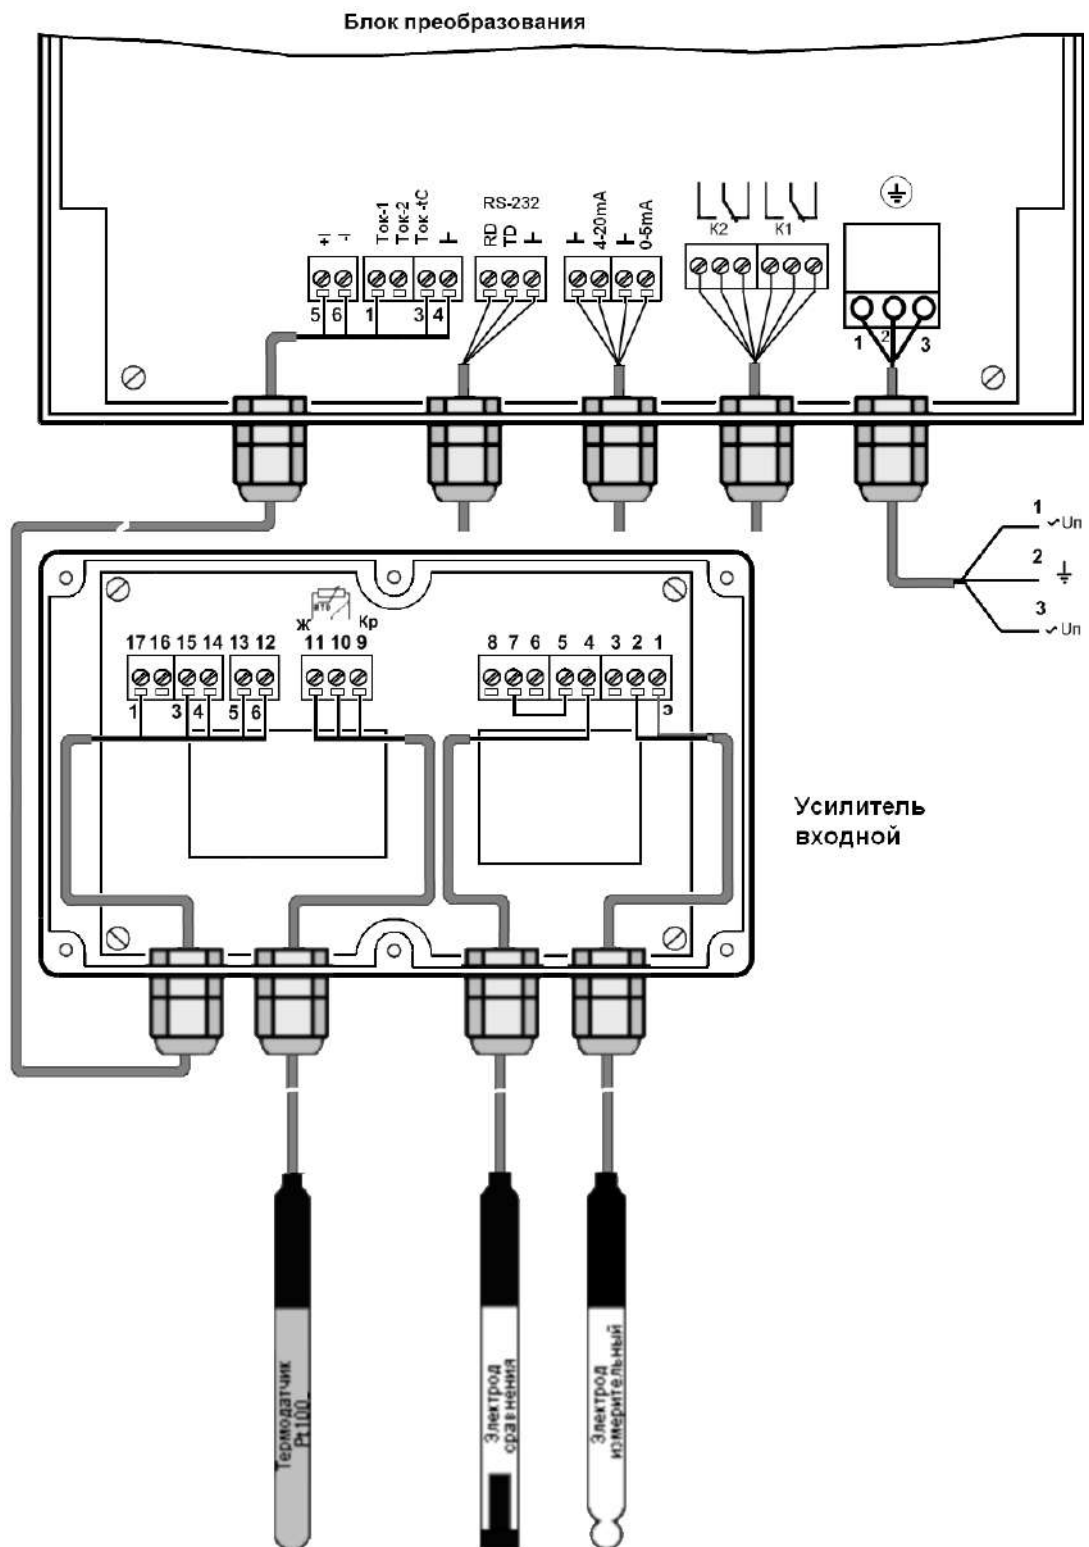 Блок преобразования
+ -
Ток-1
Ток-2
Ток-tC
RS-232
RD
TD
4-20mA
0-5mA
K2 K1
5 6 1 3 4
1 2 3
1 ~Uп
2
3 ~Uп
Ж Кр
17 16 15 14 13 12 11 10 9 8 7 6 5 4 3 2 1
1 3 4 5 6 3
Усилитель
входной
Термодатчик
Pt100
Электрод
сравнения
Электрод
измерительный